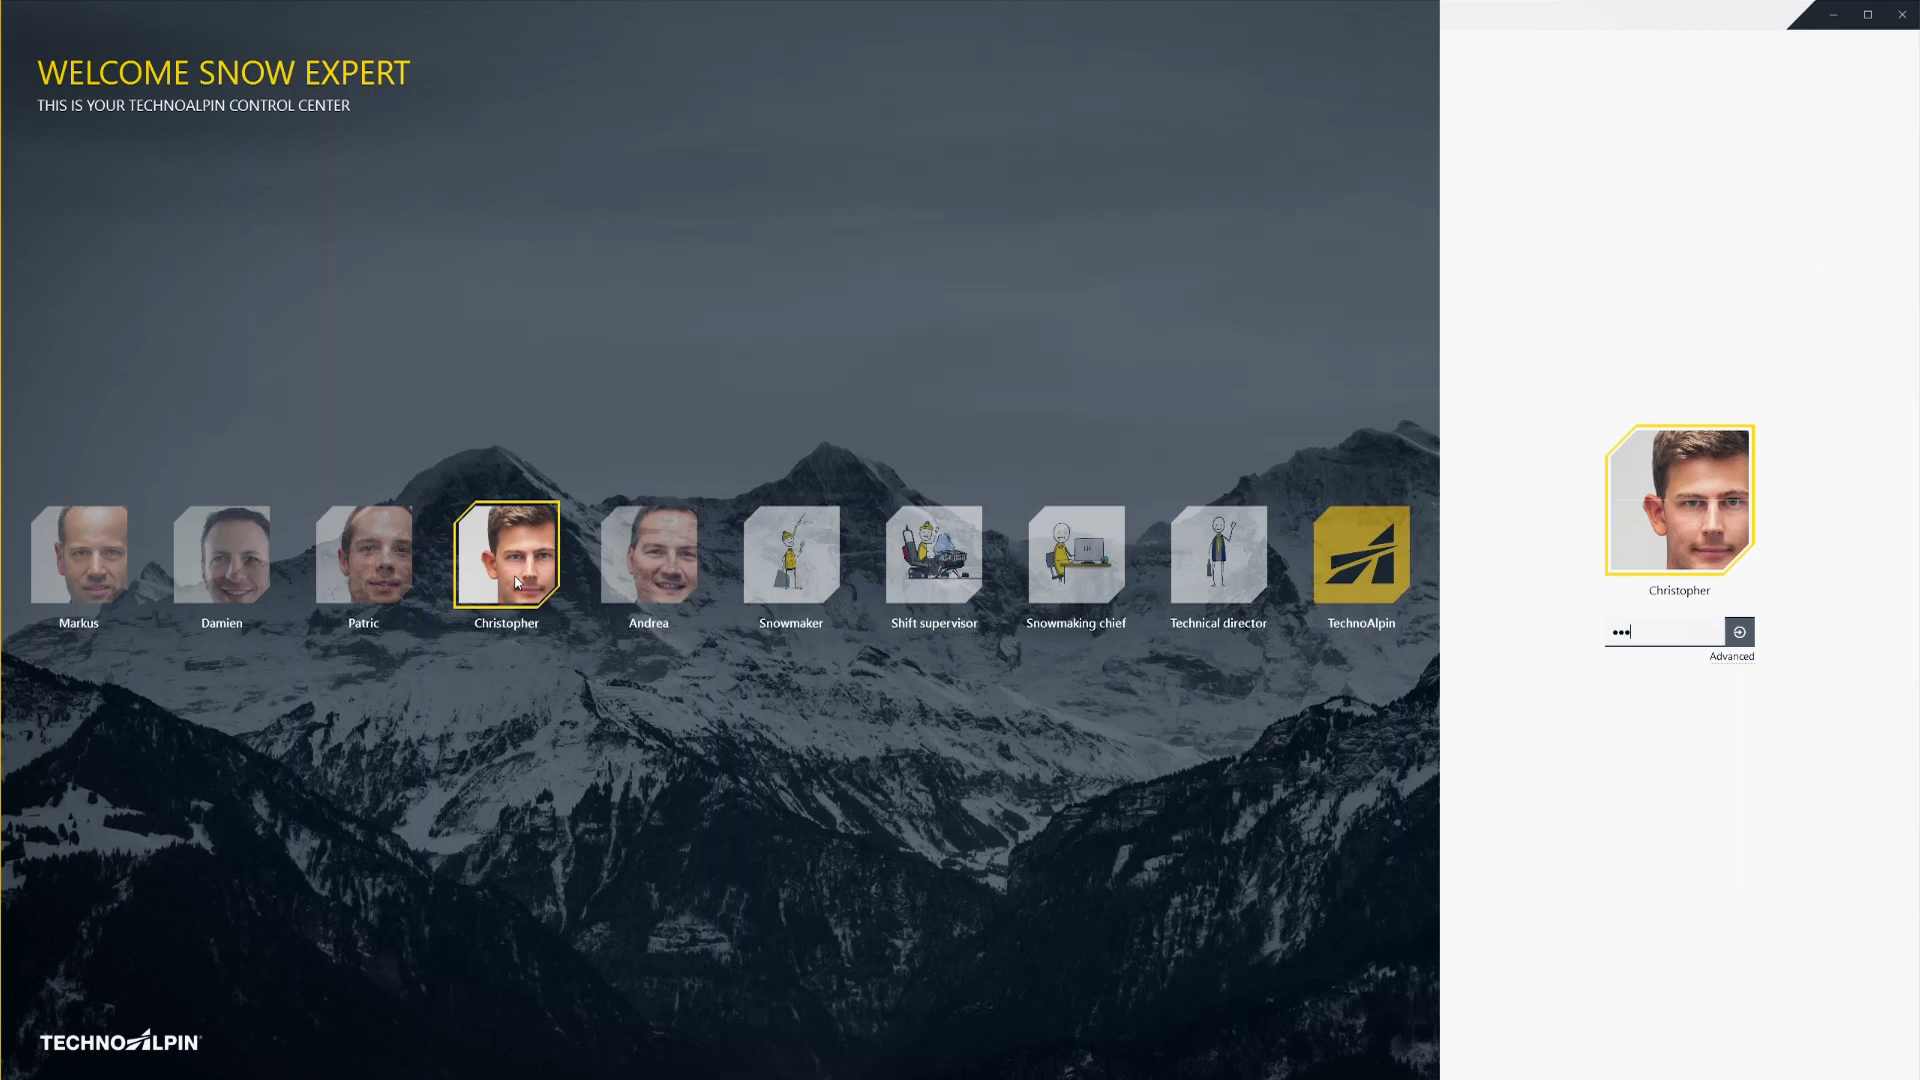 WELCOME SNOW EXPERT
THIS IS YOUR TECHNOALPIN CONTROL CENTER
Markus
Damien
Patric
Christopher
Andrea
Snowmaker
Shift supervisor
Snowmaking chief
Technical director
TechnoAlpin
Christopher
Advanced
TECHNOALPIN